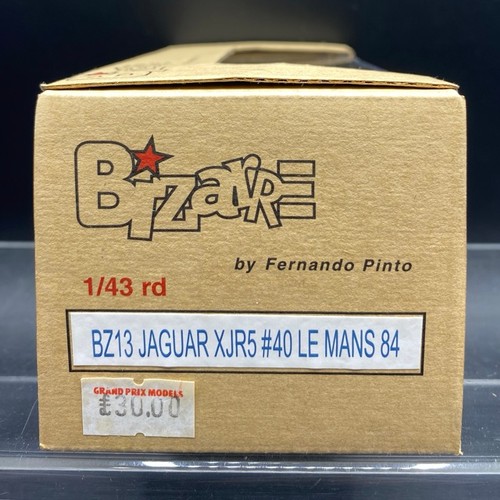 BizaRRE
by Fernando Pinto
1/43 rd
BZ13 JAGUAR XJR5 #40 LE MANS 84
GRAND PRIX MODELS
£30.00